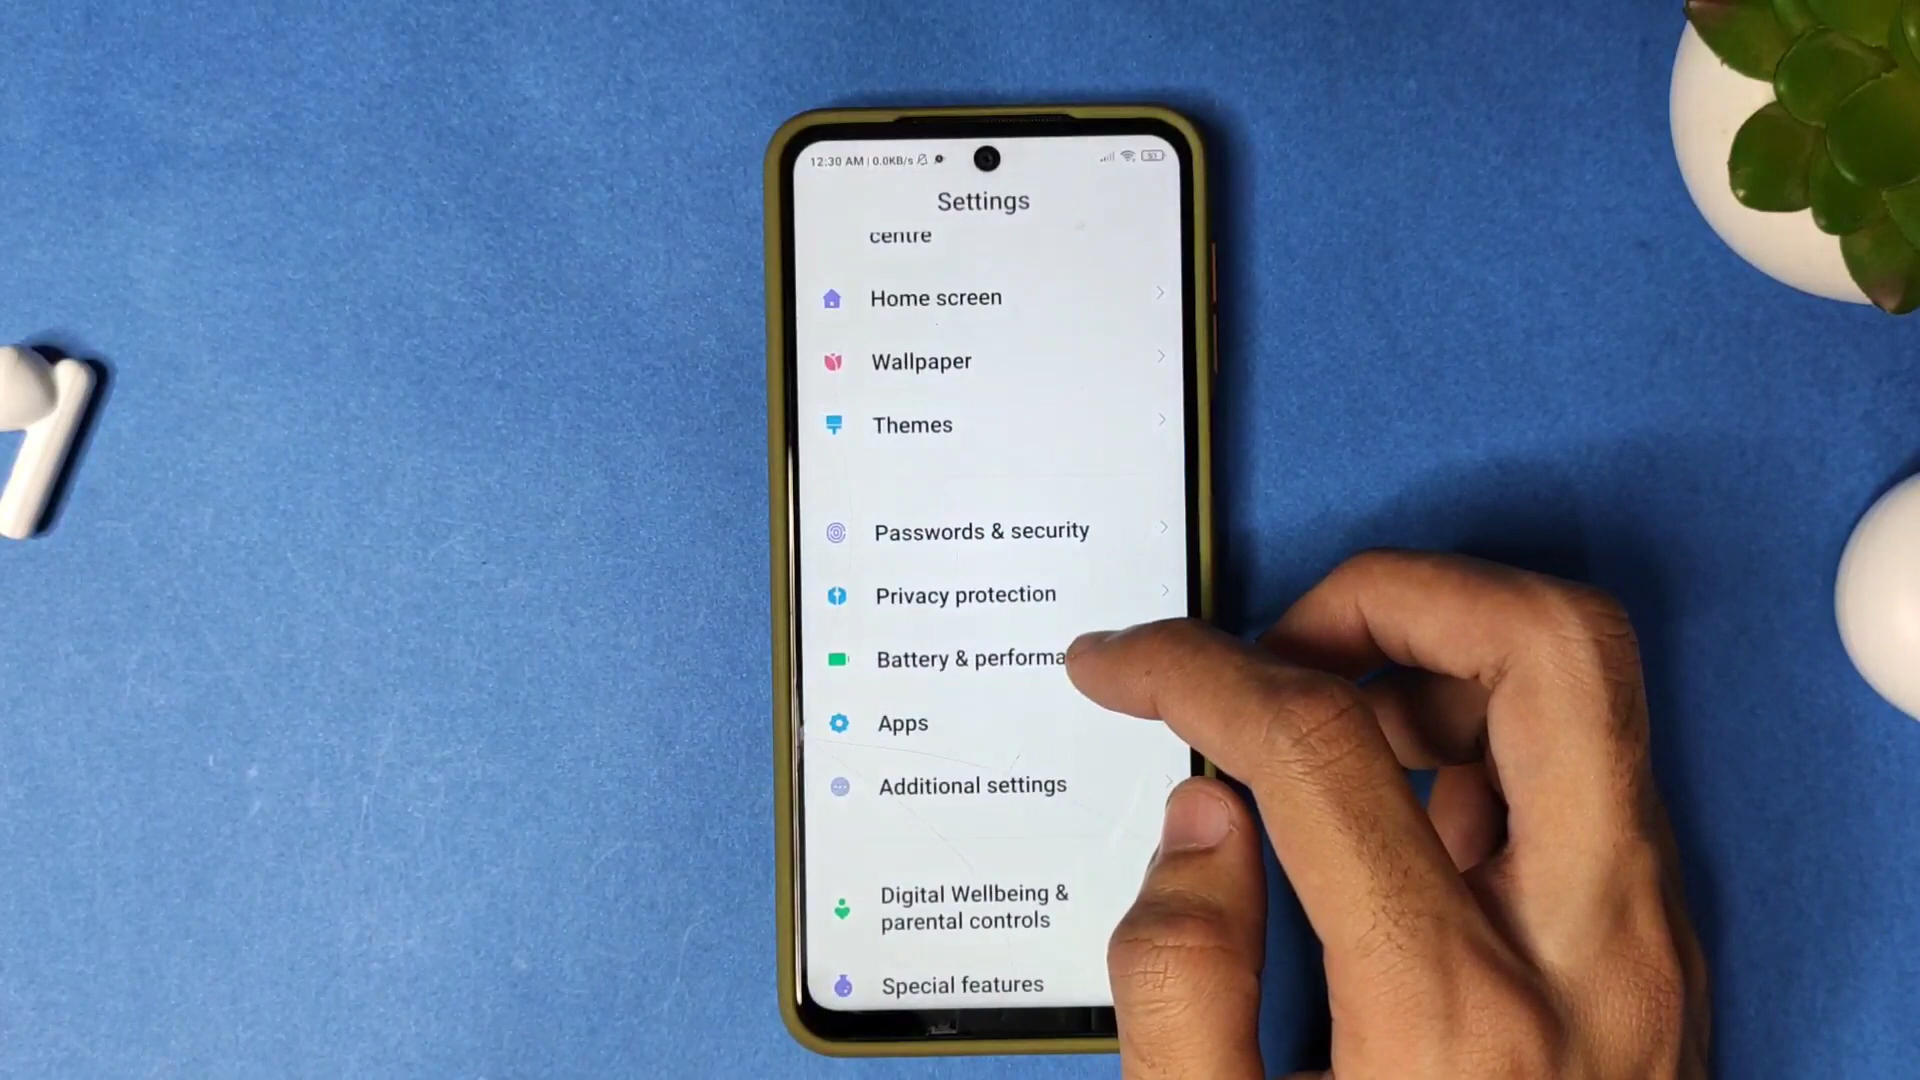 12:30 AM | 0.0KB/s
53
Settings
centre
Home screen
Wallpaper
Themes
Passwords & security
Privacy protection
Battery & performa
Apps
Additional settings
Digital Wellbeing &
parental controls
Special features